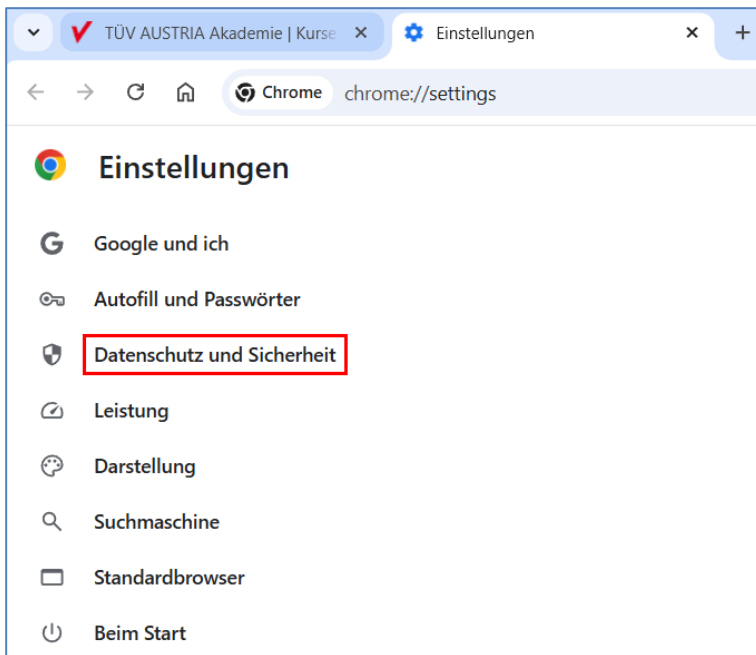 TÜV AUSTRIA Akademie | Kurse
Einstellungen
Chrome
chrome://settings
Einstellungen
Google und ich
Autofill und Passwörter
Datenschutz und Sicherheit
Leistung
Darstellung
Suchmaschine
Standardbrowser
Beim Start